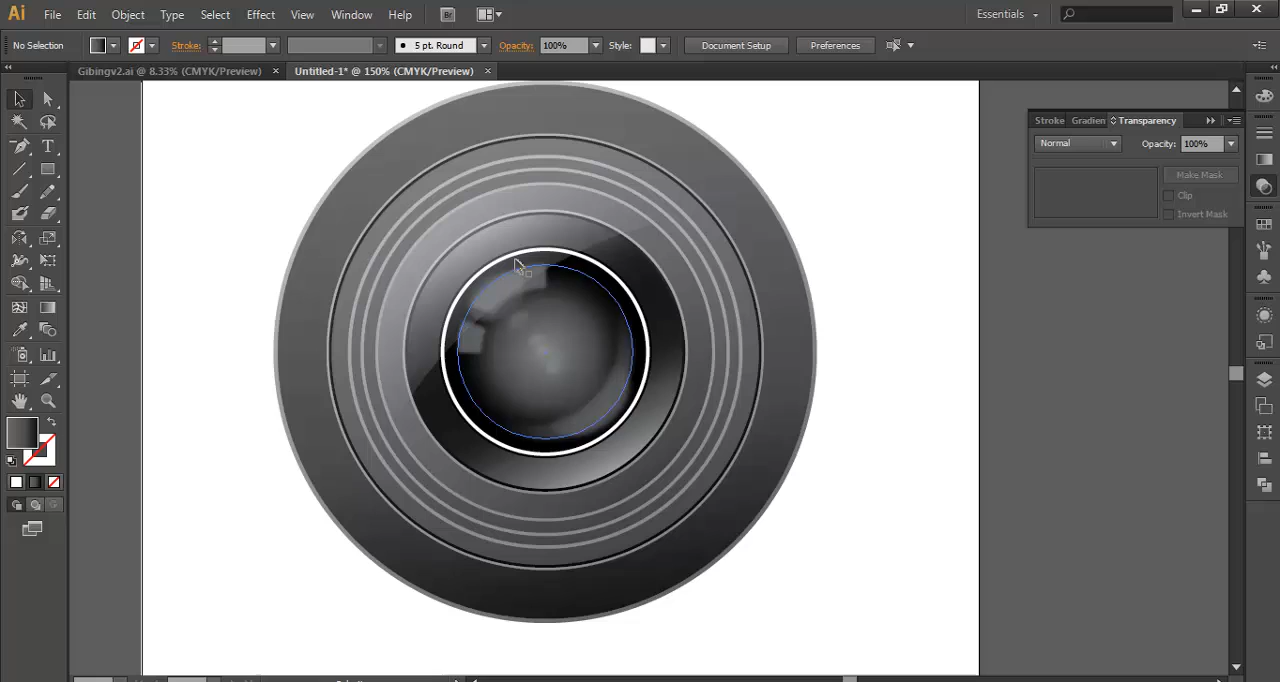 Ai File Edit Object Type Select Effect View Window Help Br Essentials
No Selection Stroke: 5 pt. Round Opacity: 100% Style: Document Setup Preferences
Gibingv2.ai @ 8.33% (CMYK/Preview) × Untitled-1* @ 150% (CMYK/Preview) ×
Stroke Gradien Transparency
Normal Opacity: 100%
Make Mask
Clip
Invert Mask